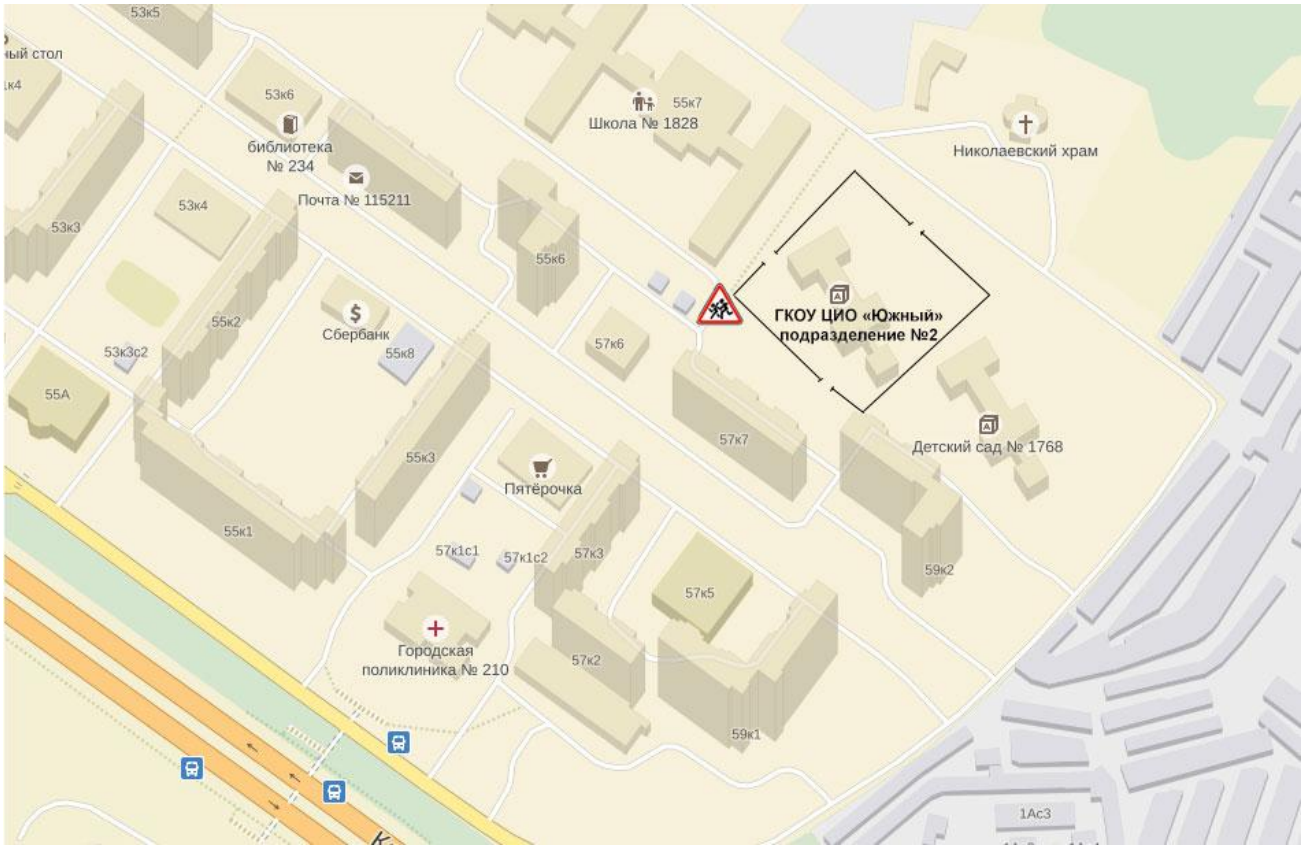 53к5
ный стол
1к4
53к6
библиотека
№ 234
Почта № 115211
53к4
53к3
Школа № 1828
55к7
Николаевский храм
55к6
55к2
Сбербанк
53к3с2
55к8
57к6
ГКОУ ЦИО «Южный»
подразделение №2
55А
57к7
Детский сад № 1768
55к3
Пятёрочка
55к1
57к1с1
57к1с2
57к3
59к2
57к5
Городская
поликлиника № 210
57к2
59к1
1Ас3